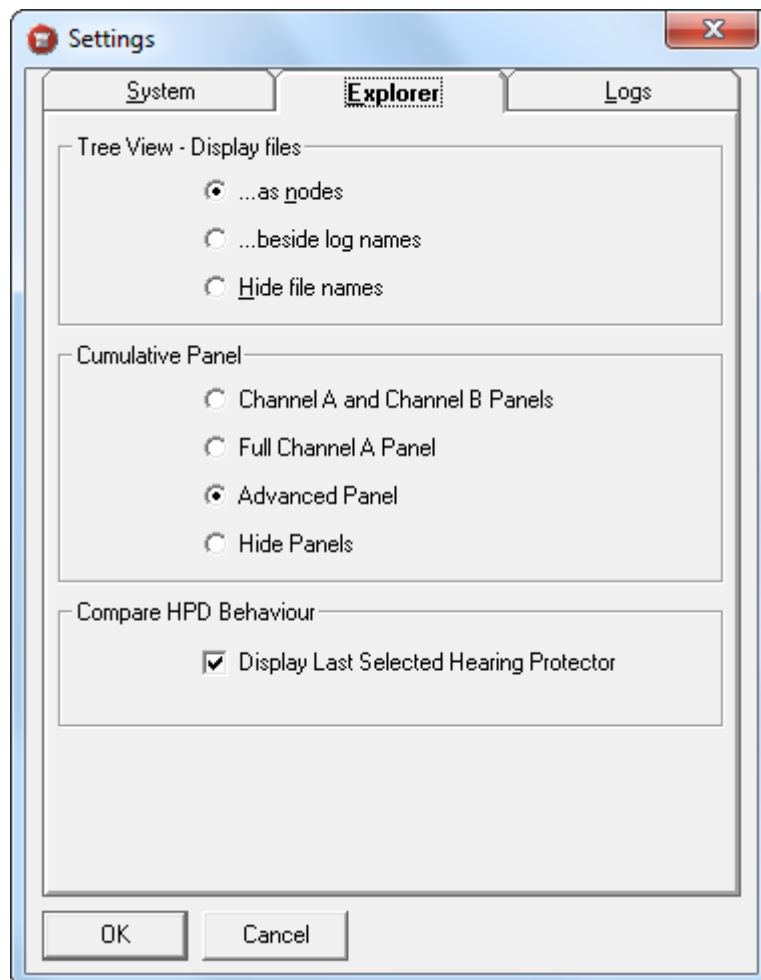 Settings
System Explorer Logs
Tree View - Display files
...as nodes
...beside log names
Hide file names
Cumulative Panel
Channel A and Channel B Panels
Full Channel A Panel
Advanced Panel
Hide Panels
Compare HPD Behaviour
Display Last Selected Hearing Protector
OK Cancel